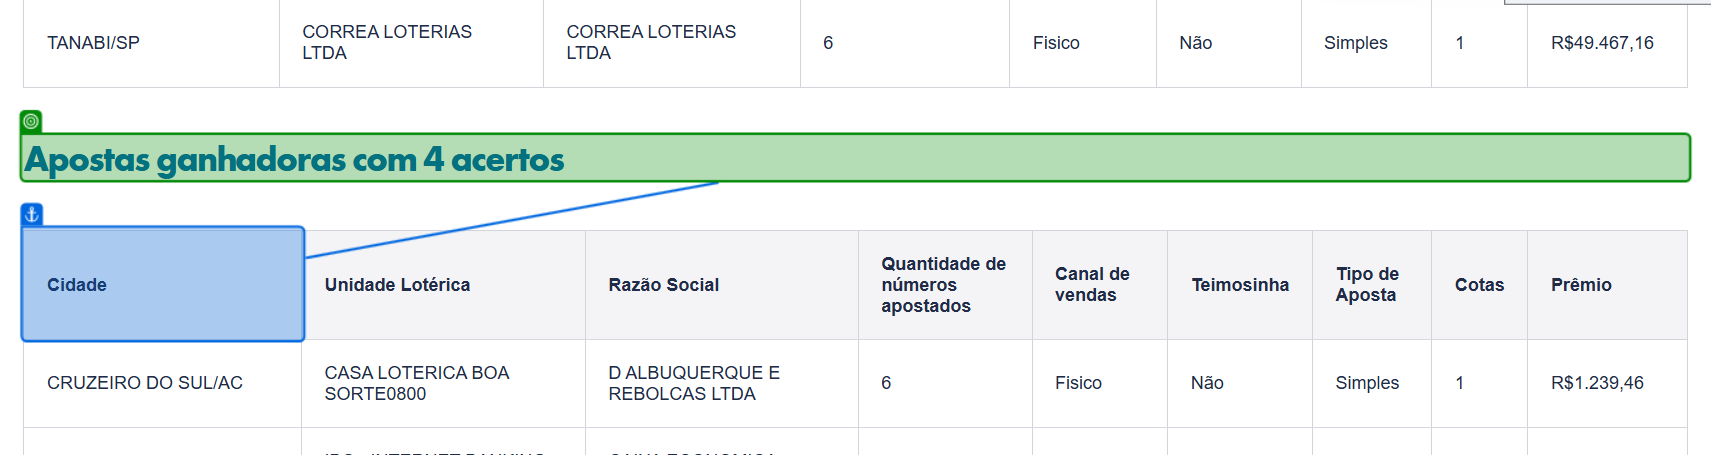 TANABI/SP
CORREA LOTERIAS
LTDA
CORREA LOTERIAS
LTDA
6
Fisico
Não
Simples
1
R$49.467,16
Apostas ganhadoras com 4 acertos
Cidade
Unidade Lotérica
Razão Social
Quantidade de
números
apostados
Canal de
vendas
Teimosinha
Tipo de
Aposta
Cotas
Prêmio
CRUZEIRO DO SUL/AC
CASA LOTERICA BOA
SORTE0800
D ALBUQUERQUE E
REBOLCAS LTDA
6
Fisico
Não
Simples
1
R$1.239,46